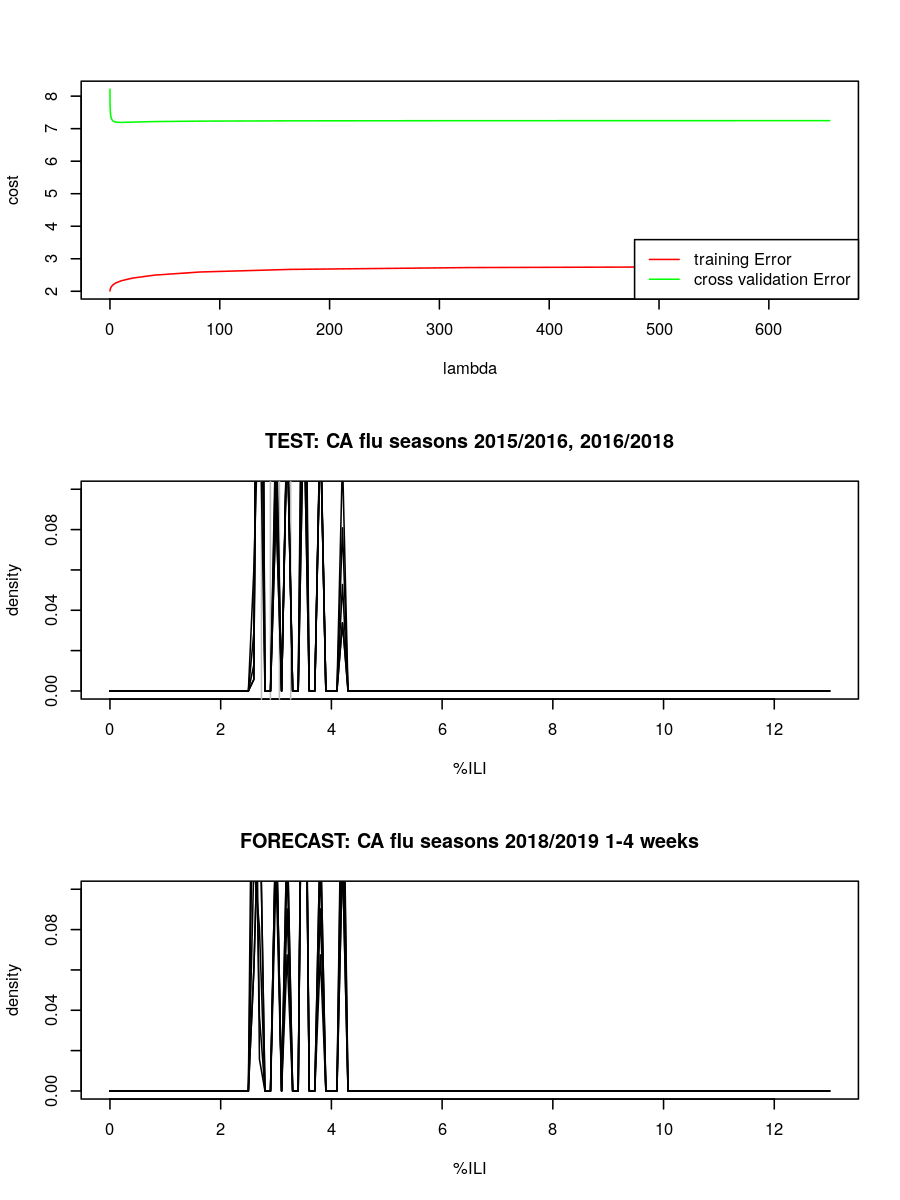 8
7
6
5
4
3
2
cost
training Error
cross validation Error
0 100 200 300 400 500 600
lambda
TEST: CA flu seasons 2015/2016, 2016/2018
0.08
0.04
0.00
density
0 2 4 6 8 10 12
%ILI
FORECAST: CA flu seasons 2018/2019 1-4 weeks
0.08
0.04
0.00
density
0 2 4 6 8 10 12
%ILI